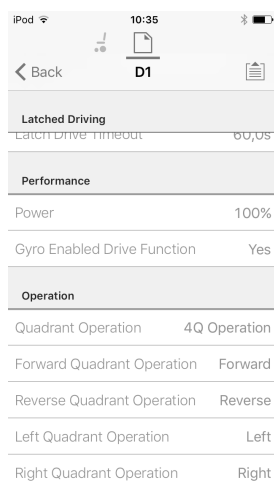 iPod 10:35
Back D1
Latched Driving
Latch Drive Timeout 60,0s
Performance
Power 100%
Gyro Enabled Drive Function Yes
Operation
Quadrant Operation 4Q Operation
Forward Quadrant Operation Forward
Reverse Quadrant Operation Reverse
Left Quadrant Operation Left
Right Quadrant Operation Right